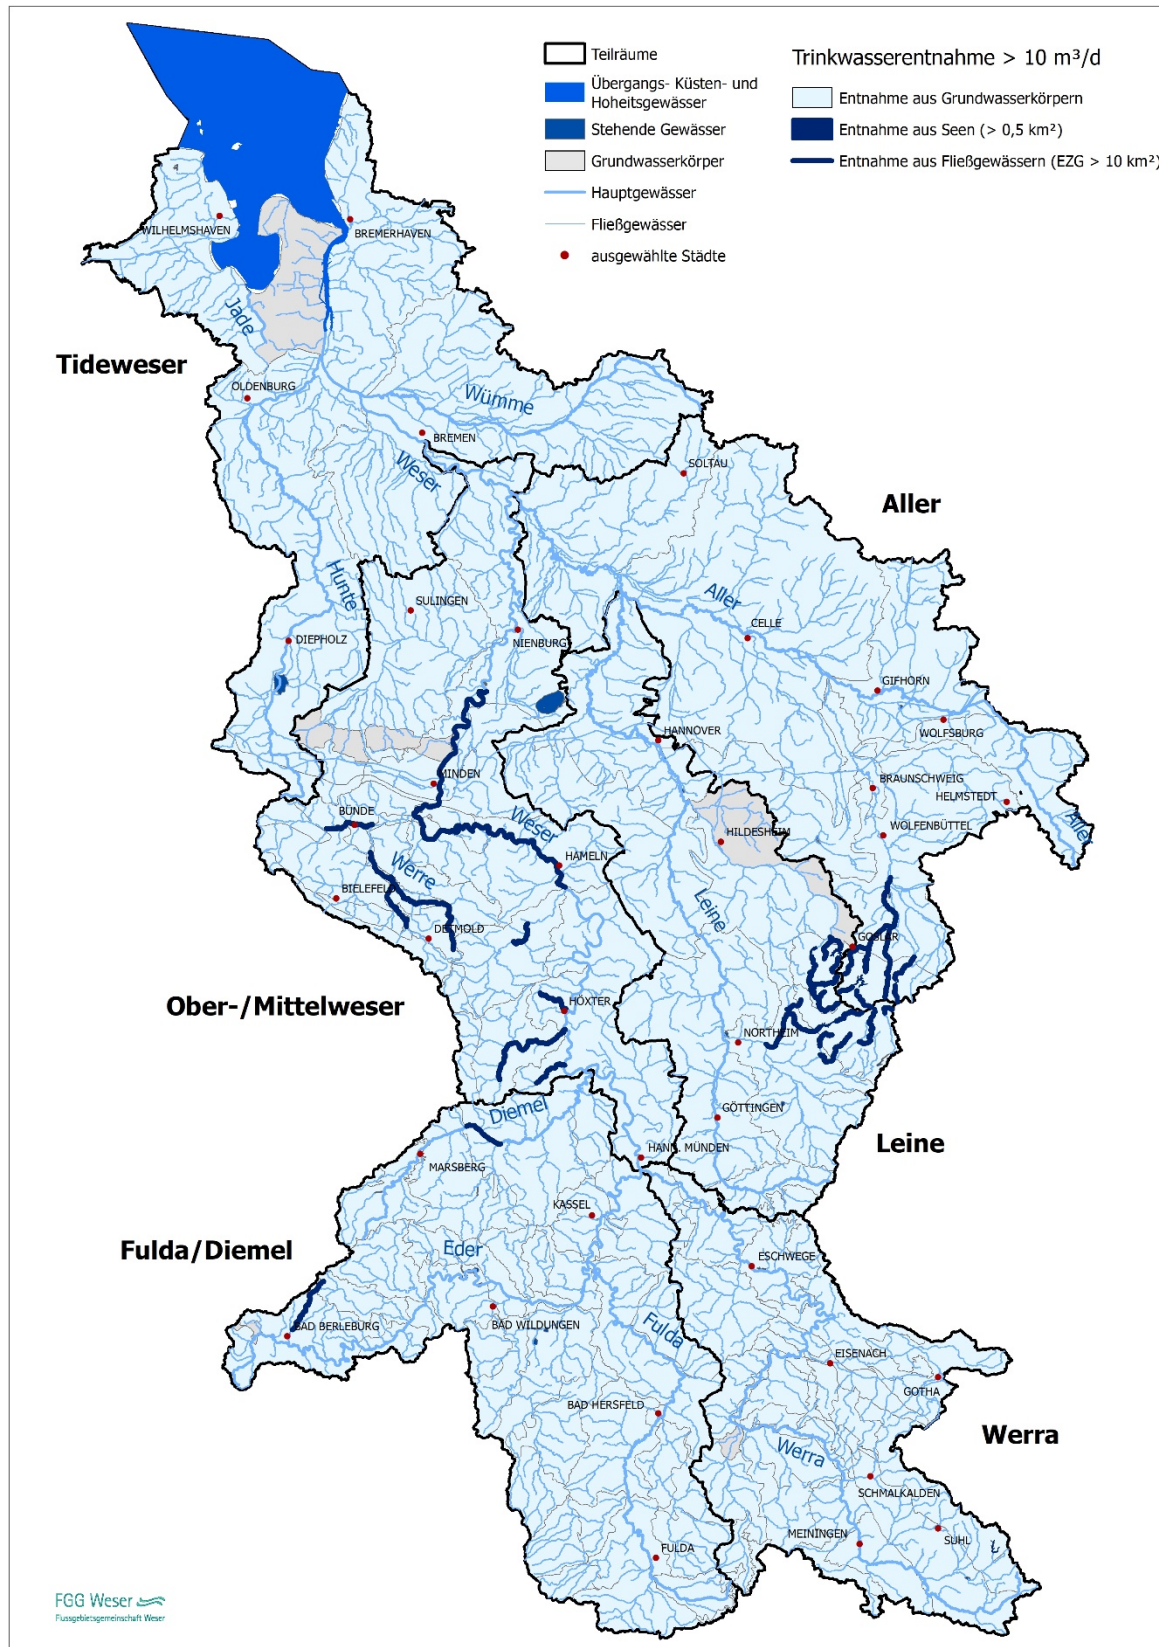 Teilräume
Übergangs- Küsten- und
Hoheitsgewässer
Stehende Gewässer
Grundwasserkörper
Hauptgewässer
Fließgewässer
ausgewählte Städte
Trinkwasserentnahme > 10 m³/d
Entnahme aus Grundwasserkörpern
Entnahme aus Seen (> 0,5 km²)
Entnahme aus Fließgewässern (EZG > 10 km²)
WILHELMSHAVEN
BREMERHAVEN
Jade
Tideweser
OLDENBURG
Wümme
BREMEN
Weser
SOLTAU
Aller
Hunte
SULINGEN
Aller
CELLE
DIEPHOLZ
NIENBURG
GIFHORN
WOLFSBURG
HANNOVER
MINDEN
BRAUNSCHWEIG
HELMSTEDT
BÜNDE
Weser
HILDESHEIM
WOLFENBÜTTEL
Aller
HAMELN
Werre
BIELEFELD
Leine
DETMOLD
GOSLAR
Ober-/Mittelweser
HÖXTER
NORTHEIM
Diemel
GÖTTINGEN
Leine
MARSBERG
HANN. MÜNDEN
KASSEL
Fulda/Diemel
Eder
ESCHWEGE
BAD BERLEBURG
BAD WILDUNGEN
Fulda
EISENACH
GOTHA
BAD HERSFELD
Werra
Werra
SCHMALKALDEN
MEININGEN
SUHL
FULDA
FGG Weser
Flussgebietsgemeinschaft Weser